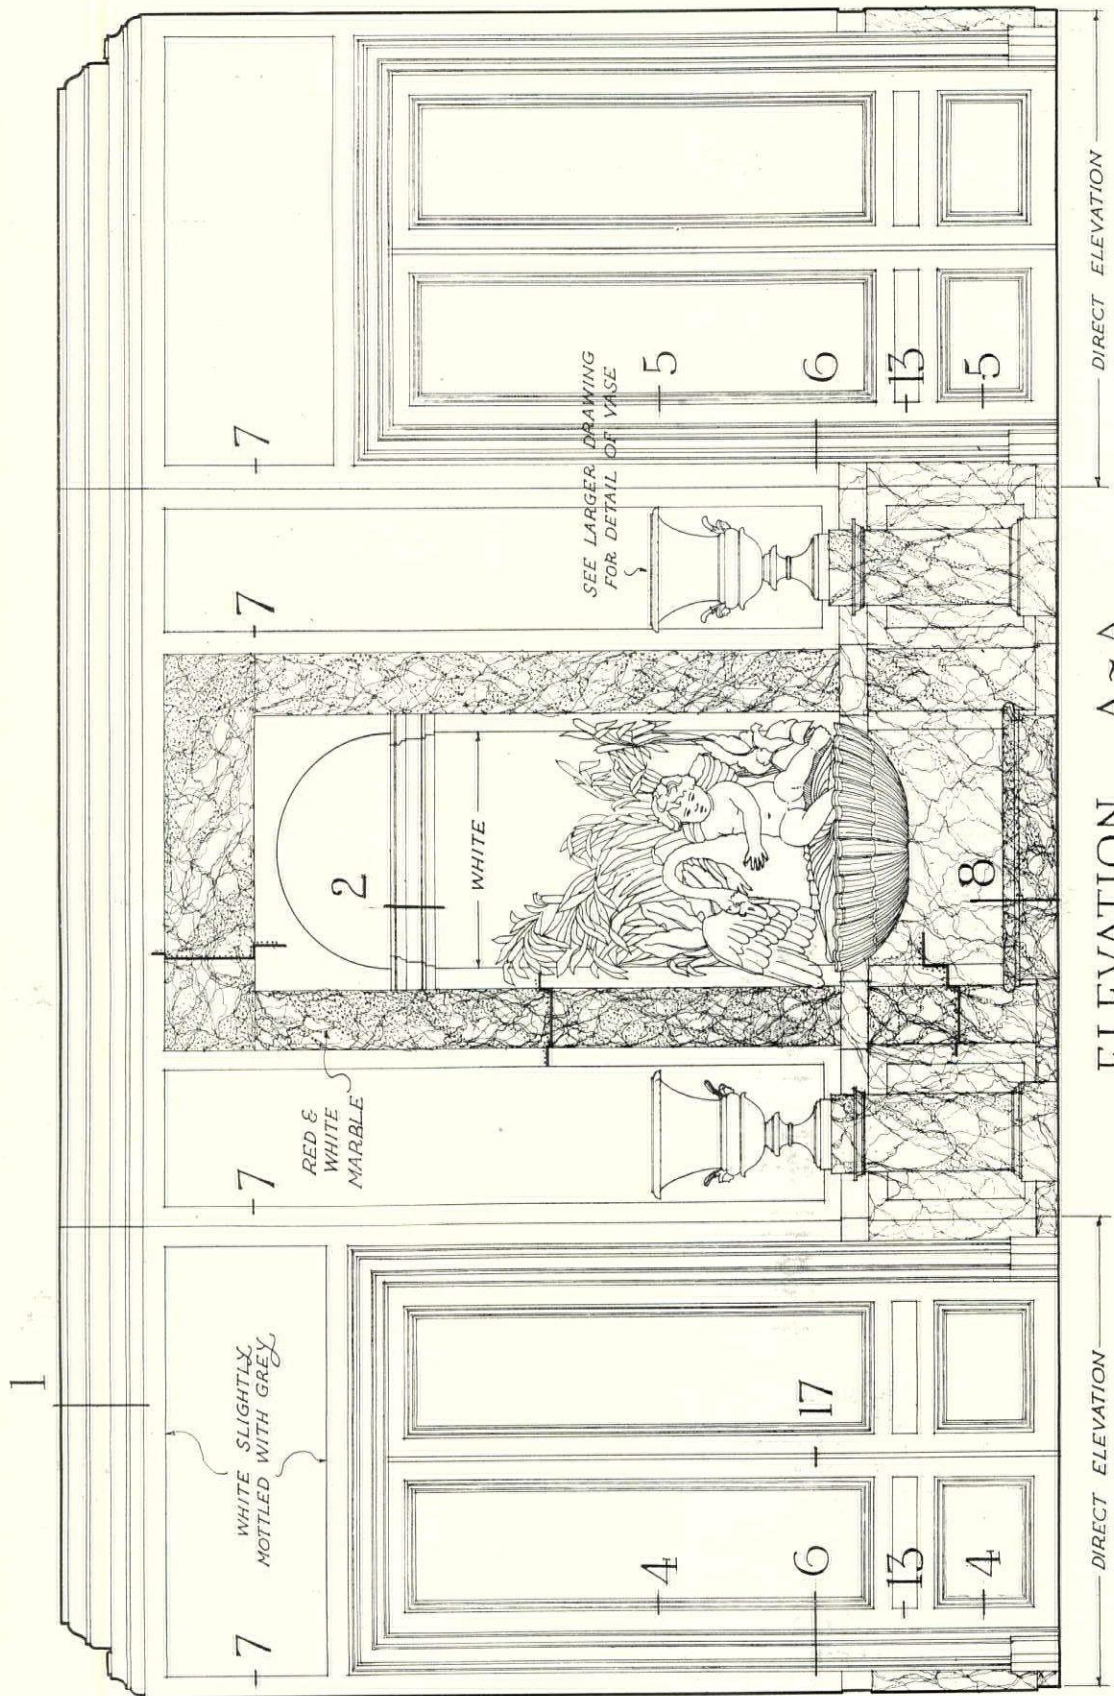 1
WHITE SLIGHTLY
MOTTLED WITH GREY
7
7
7
7
RED &
WHITE
MARBLE
2
WHITE
SEE LARGER DRAWING
FOR DETAIL OF VASE
4
5
6
17
6
13
13
4
8
5
DIRECT ELEVATION
ELEVATION A~A
DIRECT ELEVATION